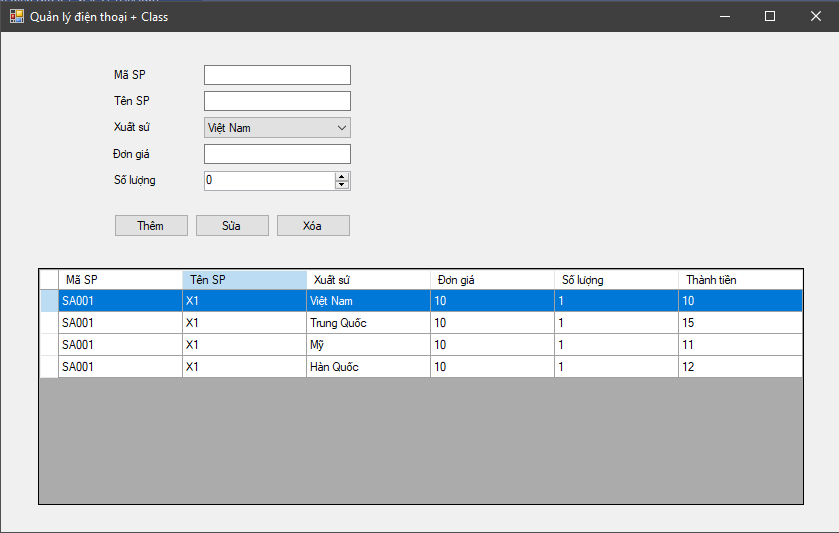 Quản lý điện thoại + Class
Mã SP
Tên SP
Xuất sứ Việt Nam
Đơn giá
Số lượng 0
Thêm Sửa Xóa
Mã SP Tên SP Xuất sứ Đơn giá Số lượng Thành tiền
SA001 X1 Việt Nam 10 1 10
SA001 X1 Trung Quốc 10 1 15
SA001 X1 Mỹ 10 1 11
SA001 X1 Hàn Quốc 10 1 12